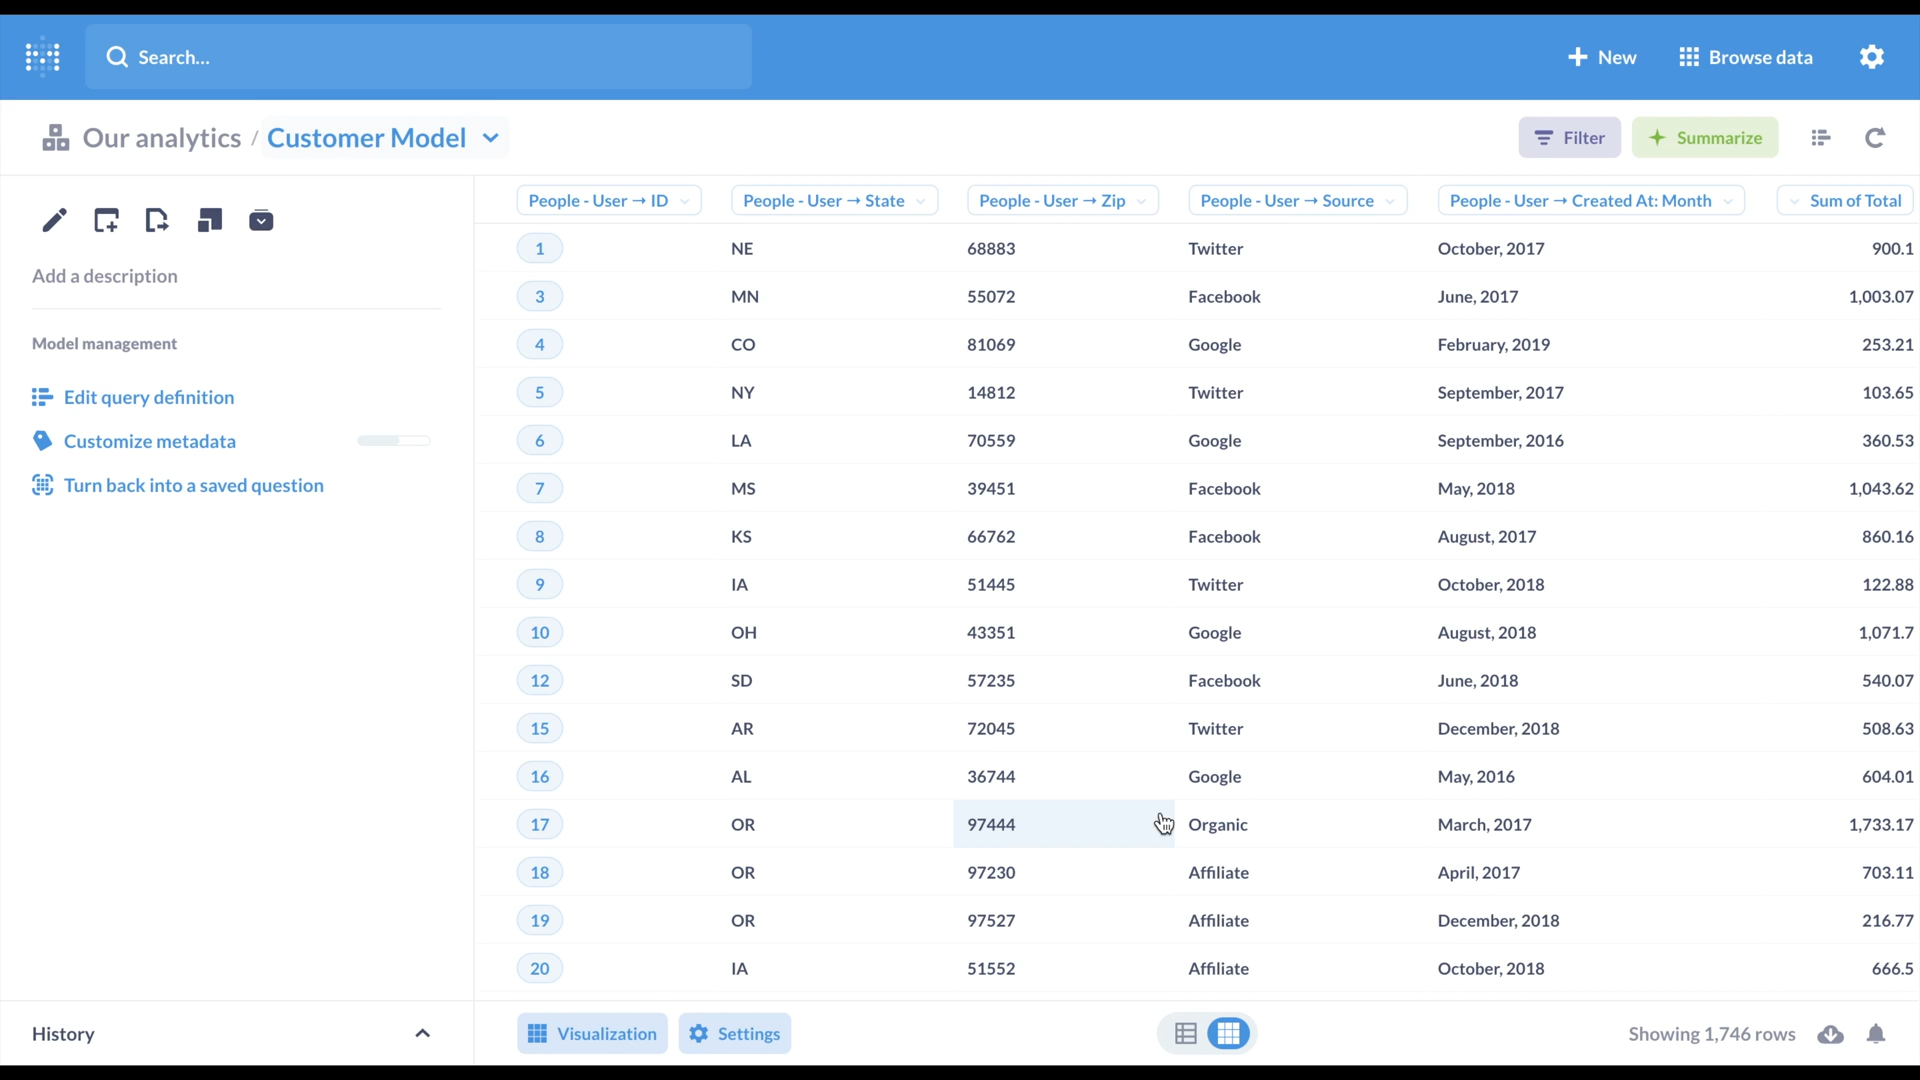 Search...
New
Browse data
Our analytics / Customer Model
Filter
Summarize
Add a description
Model management
Edit query definition
Customize metadata
Turn back into a saved question
People - User → ID People - User → State People - User → Zip People - User → Source People - User → Created At: Month Sum of Total
1 NE 68883 Twitter October, 2017 900.1
3 MN 55072 Facebook June, 2017 1,003.07
4 CO 81069 Google February, 2019 253.21
5 NY 14812 Twitter September, 2017 103.65
6 LA 70559 Google September, 2016 360.53
7 MS 39451 Facebook May, 2018 1,043.62
8 KS 66762 Facebook August, 2017 860.16
9 IA 51445 Twitter October, 2018 122.88
10 OH 43351 Google August, 2018 1,071.7
12 SD 57235 Facebook June, 2018 540.07
15 AR 72045 Twitter December, 2018 508.63
16 AL 36744 Google May, 2016 604.01
17 OR 97444 Organic March, 2017 1,733.17
18 OR 97230 Affiliate April, 2017 703.11
19 OR 97527 Affiliate December, 2018 216.77
20 IA 51552 Affiliate October, 2018 666.5
History
Visualization
Settings
Showing 1,746 rows